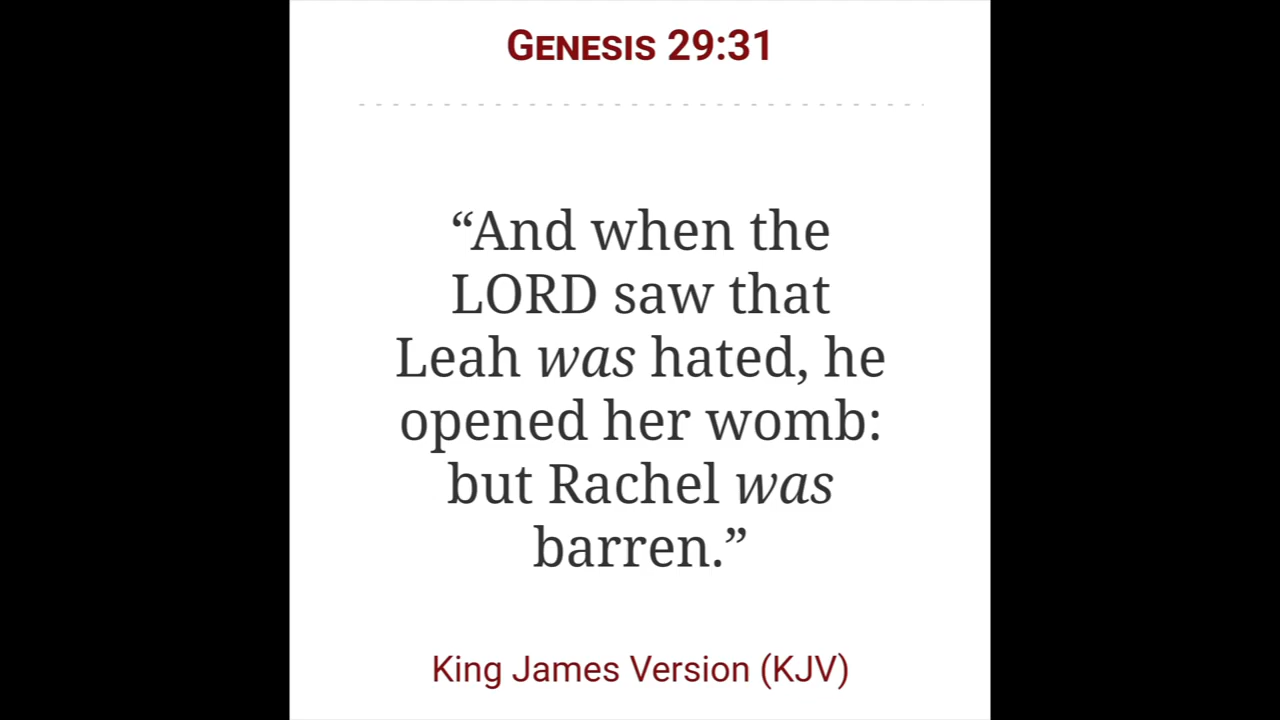 GENESIS 29:31
“And when the
LORD saw that
Leah was hated, he
opened her womb:
but Rachel was
barren.”
King James Version (KJV)